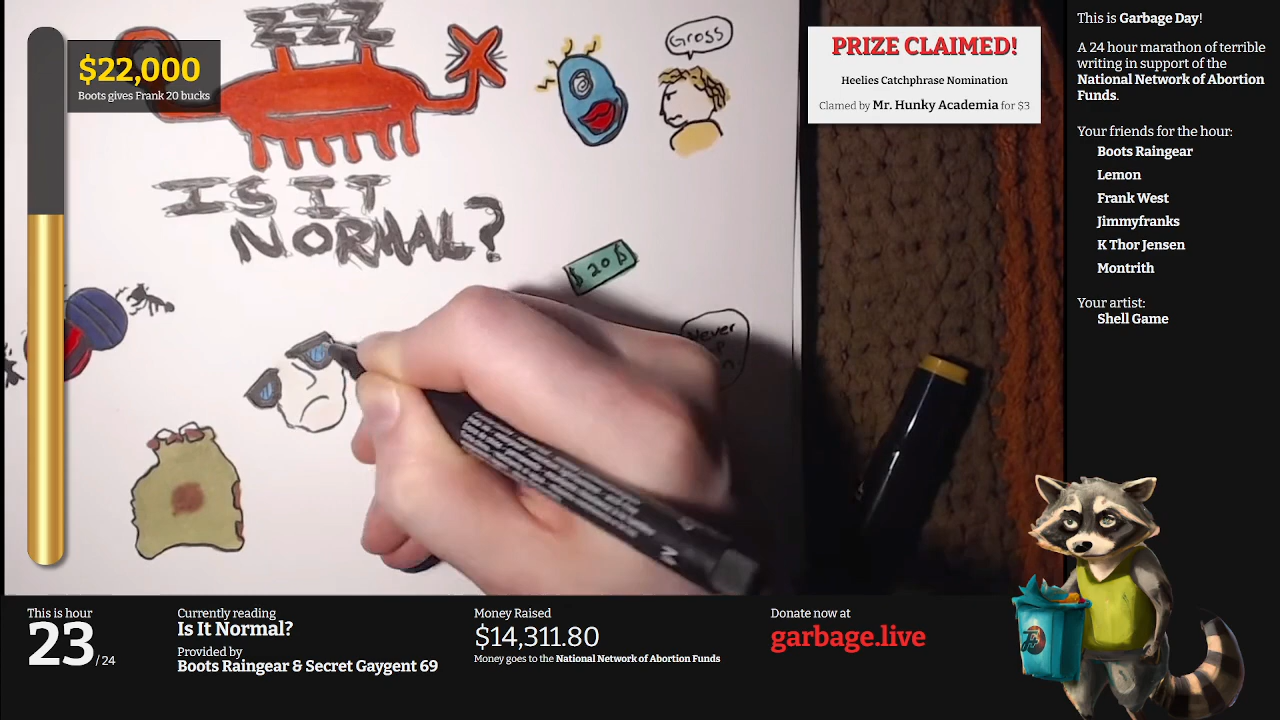 ZZZ
$22,000
Boots gives Frank 20 bucks
IS IT
NORMAL?
Gross
$ 20 $
Never
PRIZE CLAIMED!
Heelies Catchphrase Nomination
Clamed by Mr. Hunky Academia for $3
This is Garbage Day!
A 24 hour marathon of terrible
writing in support of the
National Network of Abortion
Funds.
Your friends for the hour:
Boots Raingear
Lemon
Frank West
Jimmyfranks
K Thor Jensen
Montrith
Your artist:
Shell Game
This is hour
23 / 24
Currently reading
Is It Normal?
Provided by
Boots Raingear & Secret Gaygent 69
Money Raised
$14,311.80
Money goes to the National Network of Abortion Funds
Donate now at
garbage.live